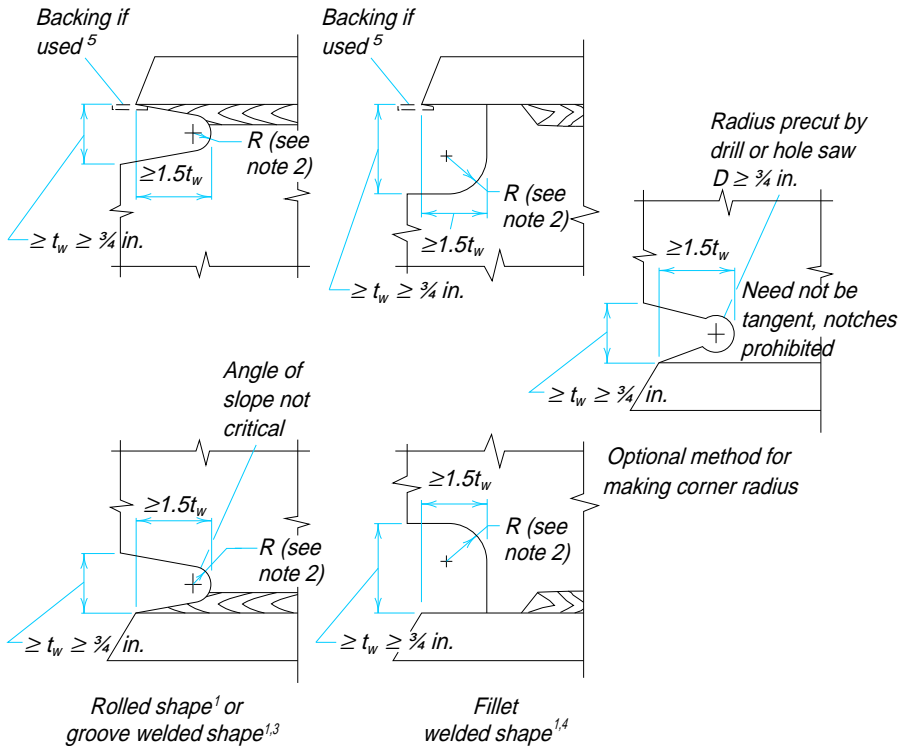 Backing if
used 5
R (see
note 2)
≥1.5tw
≥ tw ≥ ¾ in.
Backing if
used 5
R (see
note 2)
≥1.5tw
≥ tw ≥ ¾ in.
Radius precut by
drill or hole saw
D ≥ ¾ in.
≥1.5tw
Need not be
tangent, notches
prohibited
≥ tw ≥ ¾ in.
Optional method for
making corner radius
Angle of
slope not
critical
≥1.5tw
R (see
note 2)
≥ tw ≥ ¾ in.
Rolled shape1 or
groove welded shape1,3
≥1.5tw
R (see
note 2)
≥ tw ≥ ¾ in.
Fillet
welded shape1,4